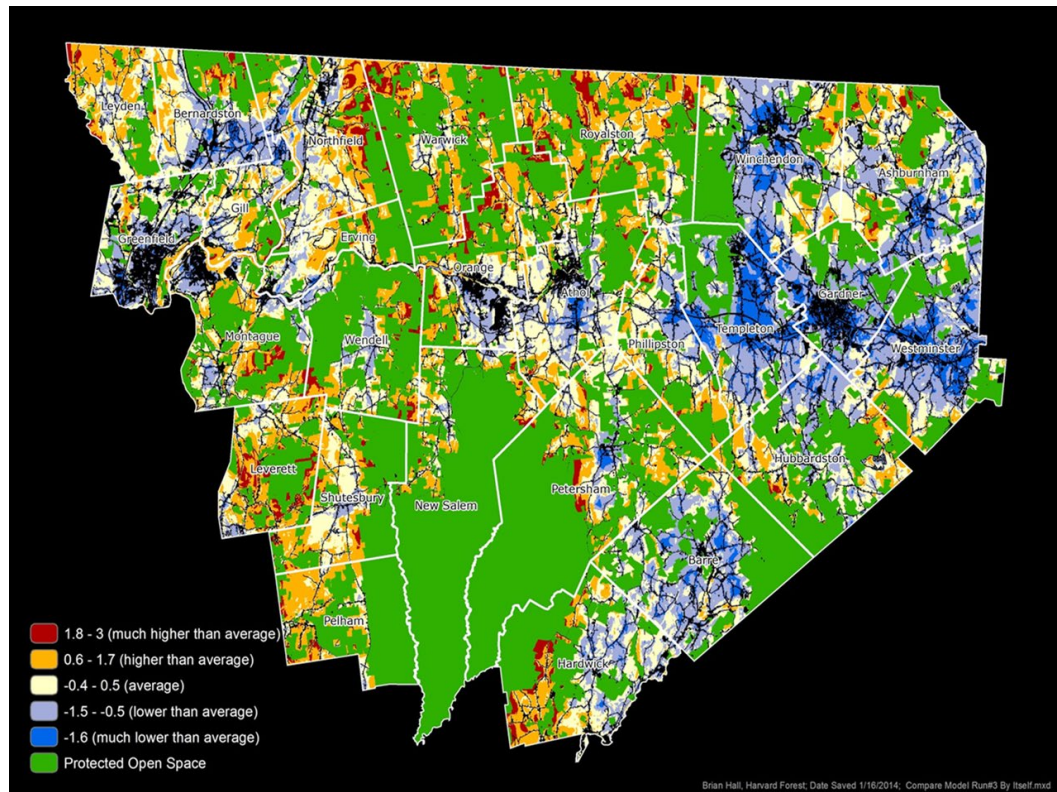 Leyden
Bernardston
Northfield
Warwick
Royalston
Winchendon
Ashburnham
Gill
Greenfield
Erving
Orange
Athol
Gardner
Templeton
Westminster
Phillipston
Montague
Wendell
Hubbardston
Leverett
Shutesbury
New Salem
Petersham
Barre
Pelham
Hardwick
1.8 - 3 (much higher than average)
0.6 - 1.7 (higher than average)
-0.4 - 0.5 (average)
-1.5 - -0.5 (lower than average)
-1.6 (much lower than average)
Protected Open Space
Brian Hall, Harvard Forest; Date Saved 1/16/2014; Compare Model Run#3 By Itself.mxd